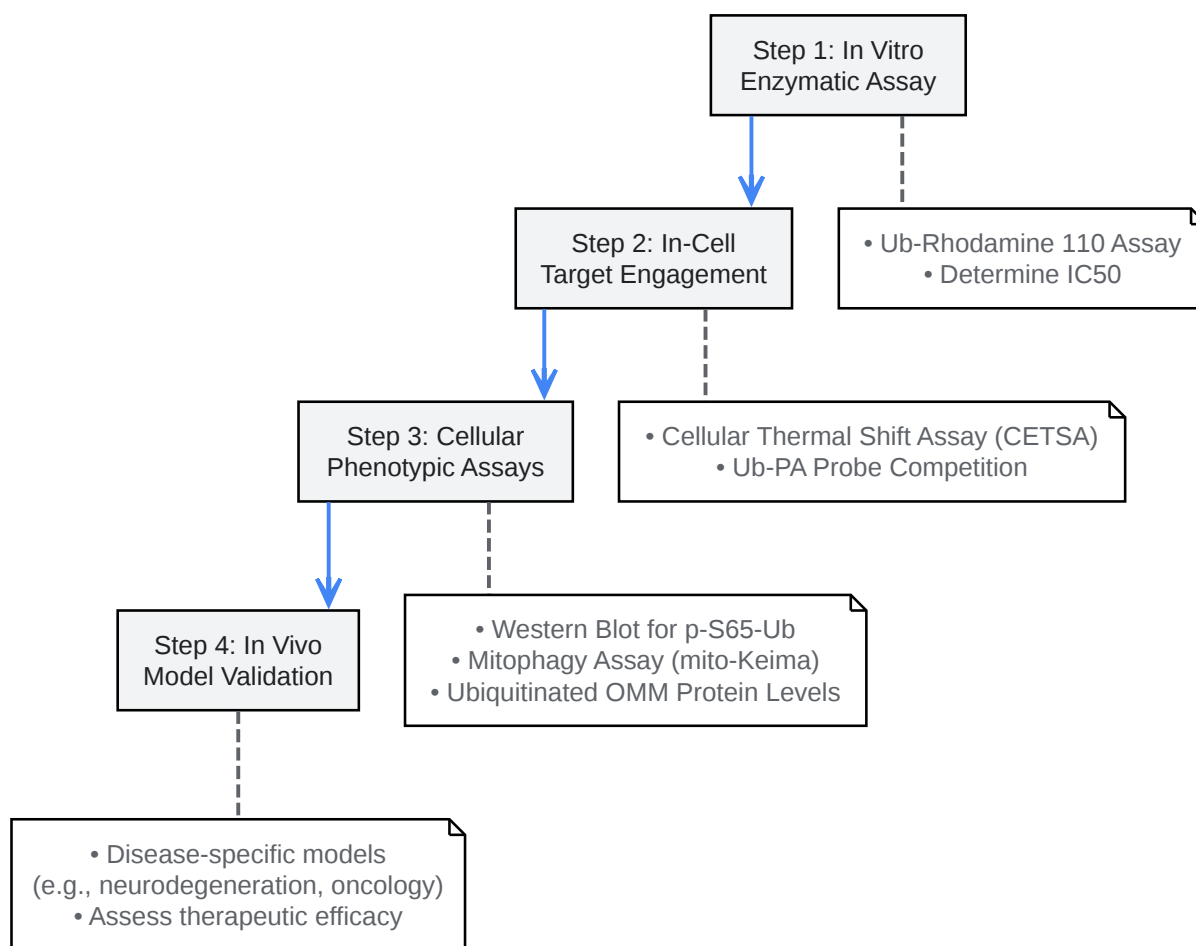 Step 1: In Vitro
Enzymatic Assay
• Ub-Rhodamine 110 Assay
• Determine IC50
Step 2: In-Cell
Target Engagement
• Cellular Thermal Shift Assay (CETSA)
• Ub-PA Probe Competition
Step 3: Cellular
Phenotypic Assays
• Western Blot for p-S65-Ub
• Mitophagy Assay (mito-Keima)
• Ubiquitinated OMM Protein Levels
Step 4: In Vivo
Model Validation
• Disease-specific models
(e.g., neurodegeneration, oncology)
• Assess therapeutic efficacy